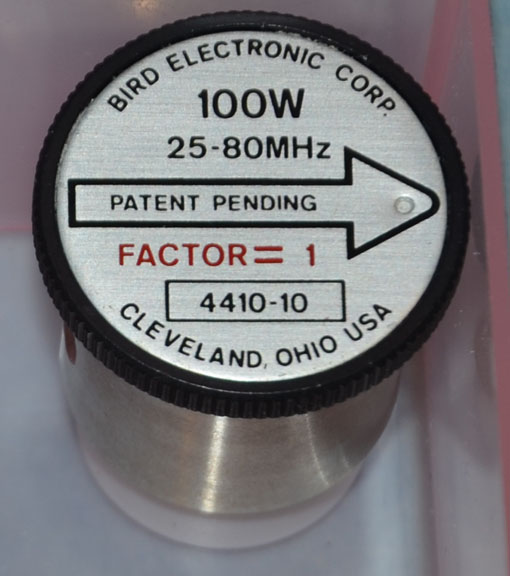 BIRD ELECTRONIC CORP.
100W
25-80MHz
PATENT PENDING
FACTOR= 1
4410-10
CLEVELAND, OHIO USA